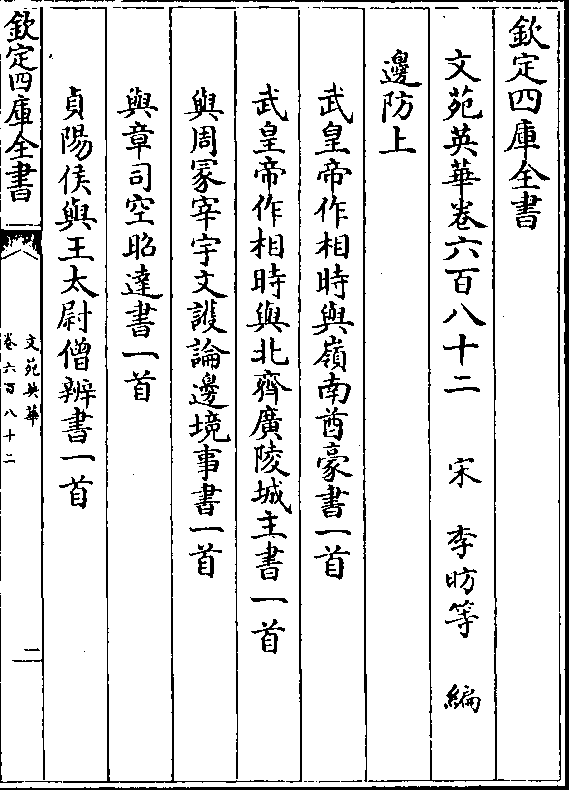 欽定四庫全書
文苑英華卷六百八十二 宋 李昉等 編
邊防上
武皇帝作相時與嶺南酋豪書一首
武皇帝作相時與北齊廣陵城主書一首
與周冢宰宇文護論邊境事書一首
與章司空昭達書一首
貞陽侯與王太尉僧辨書一首
欽定四庫全書
文苑英華
卷六百八十二
二